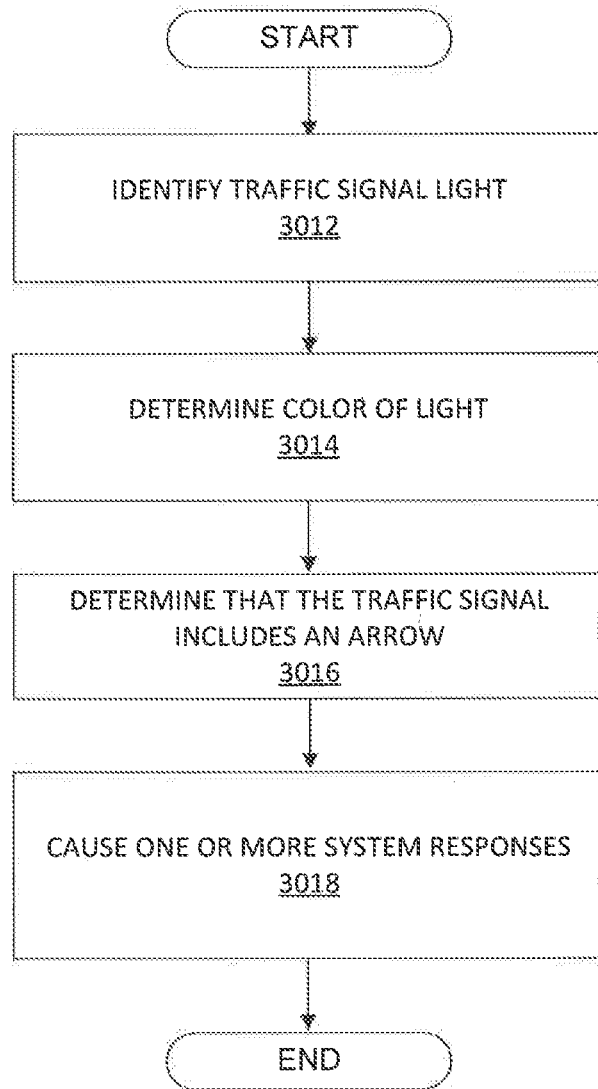 START
IDENTIFY TRAFFIC SIGNAL LIGHT
3012
DETERMINE COLOR OF LIGHT
3014
DETERMINE THAT THE TRAFFIC SIGNAL
INCLUDES AN ARROW
3016
CAUSE ONE OR MORE SYSTEM RESPONSES
3018
END